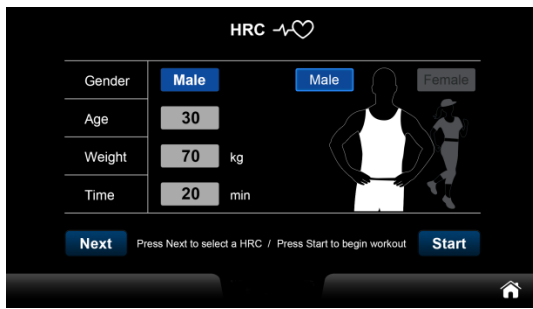 HRC
Gender Male Male Female
Age 30
Weight 70 kg
Time 20 min
Next Press Next to select a HRC / Press Start to begin workout Start